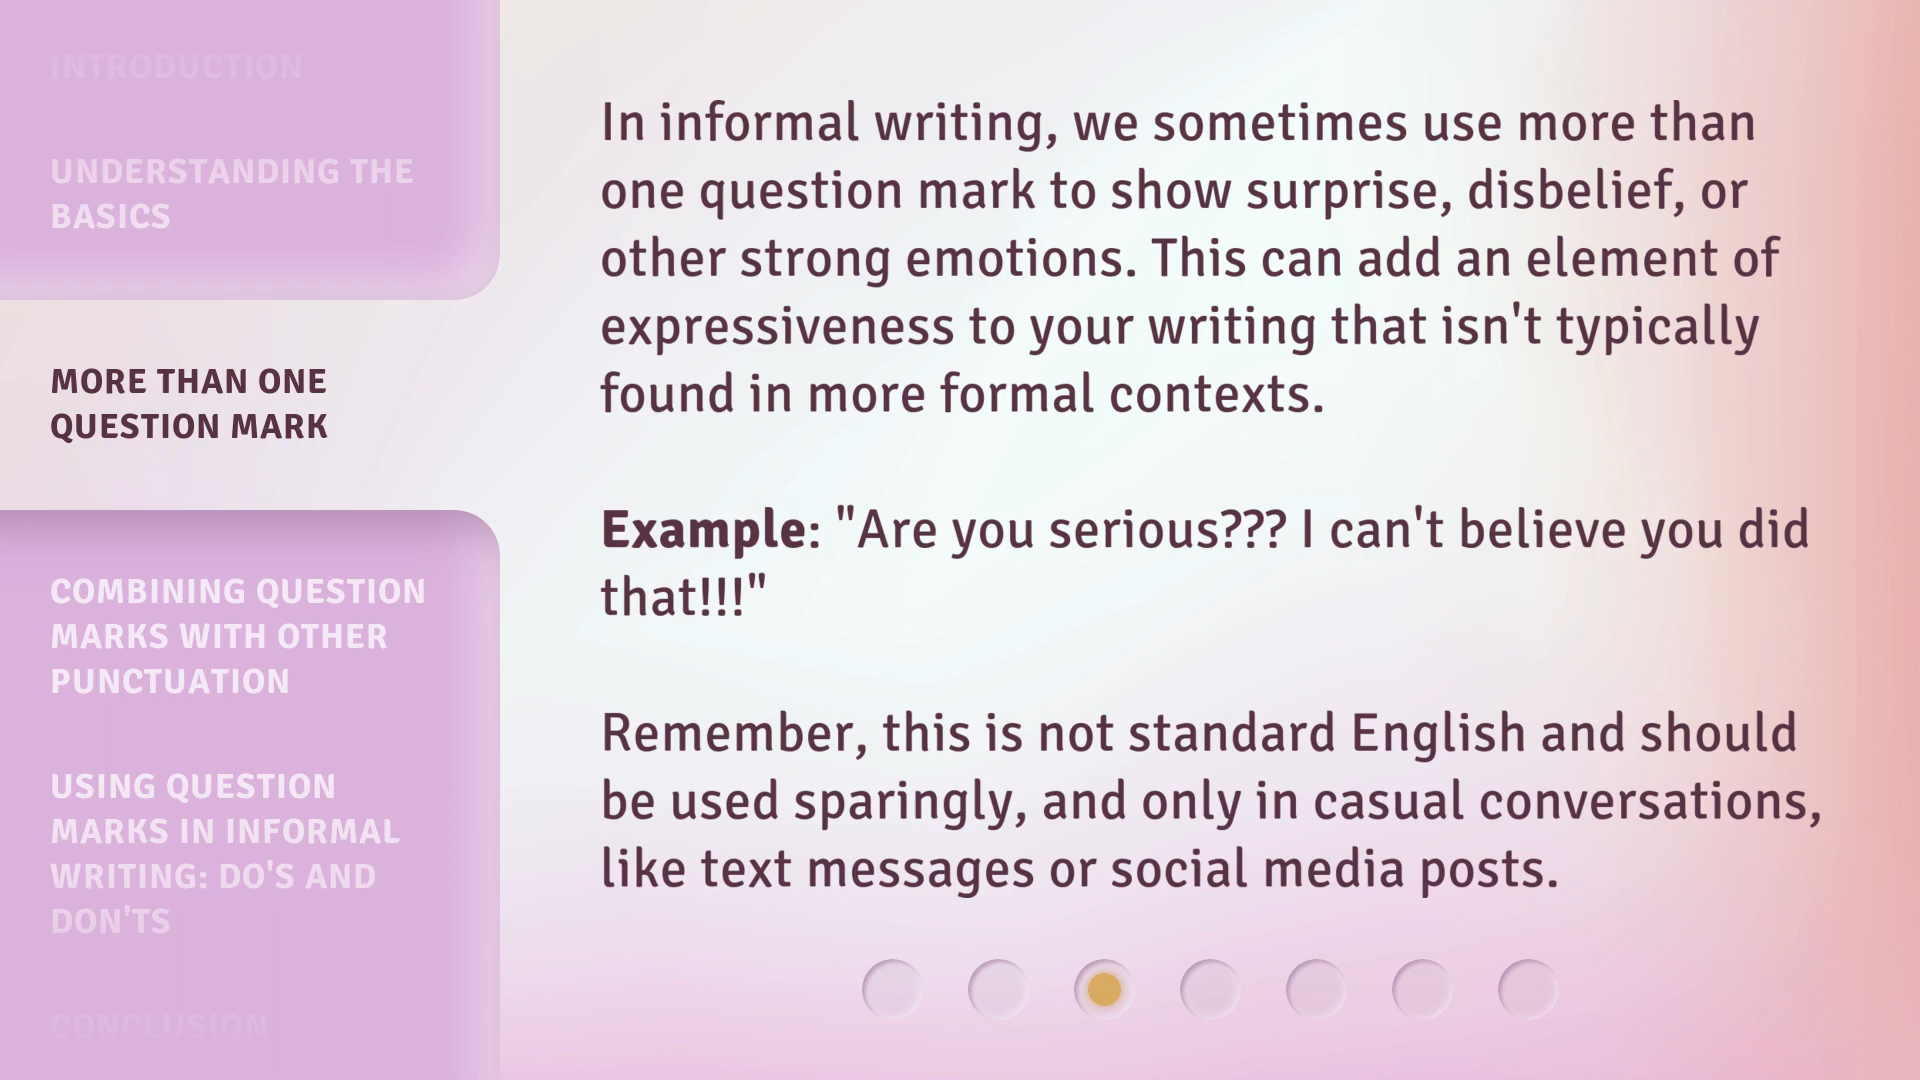 INTRODUCTION
UNDERSTANDING THE
BASICS
MORE THAN ONE
QUESTION MARK
COMBINING QUESTION
MARKS WITH OTHER
PUNCTUATION
USING QUESTION
MARKS IN INFORMAL
WRITING: DO'S AND
DON'TS
CONCLUSION
In informal writing, we sometimes use more than
one question mark to show surprise, disbelief, or
other strong emotions. This can add an element of
expressiveness to your writing that isn't typically
found in more formal contexts.
Example: "Are you serious??? I can't believe you did
that!!!"
Remember, this is not standard English and should
be used sparingly, and only in casual conversations,
like text messages or social media posts.